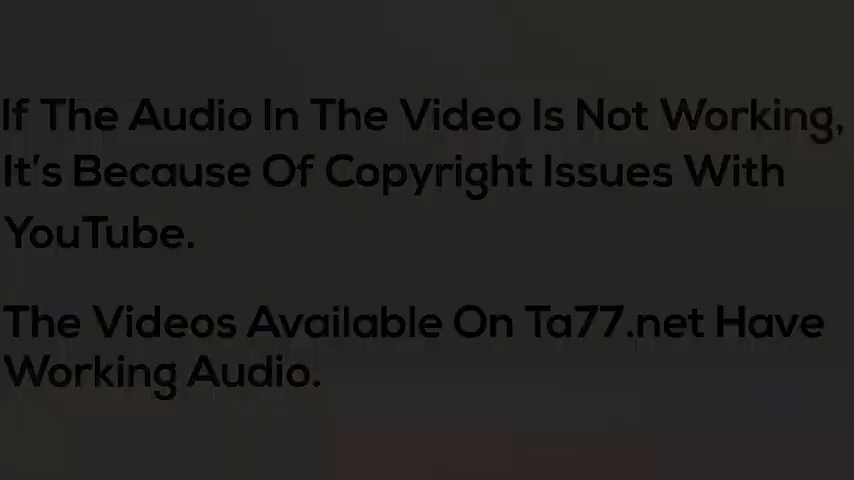 If The Audio In The Video Is Not Working,
It's Because Of Copyright Issues With
YouTube.
The Videos Available On Ta77.net Have
Working Audio.